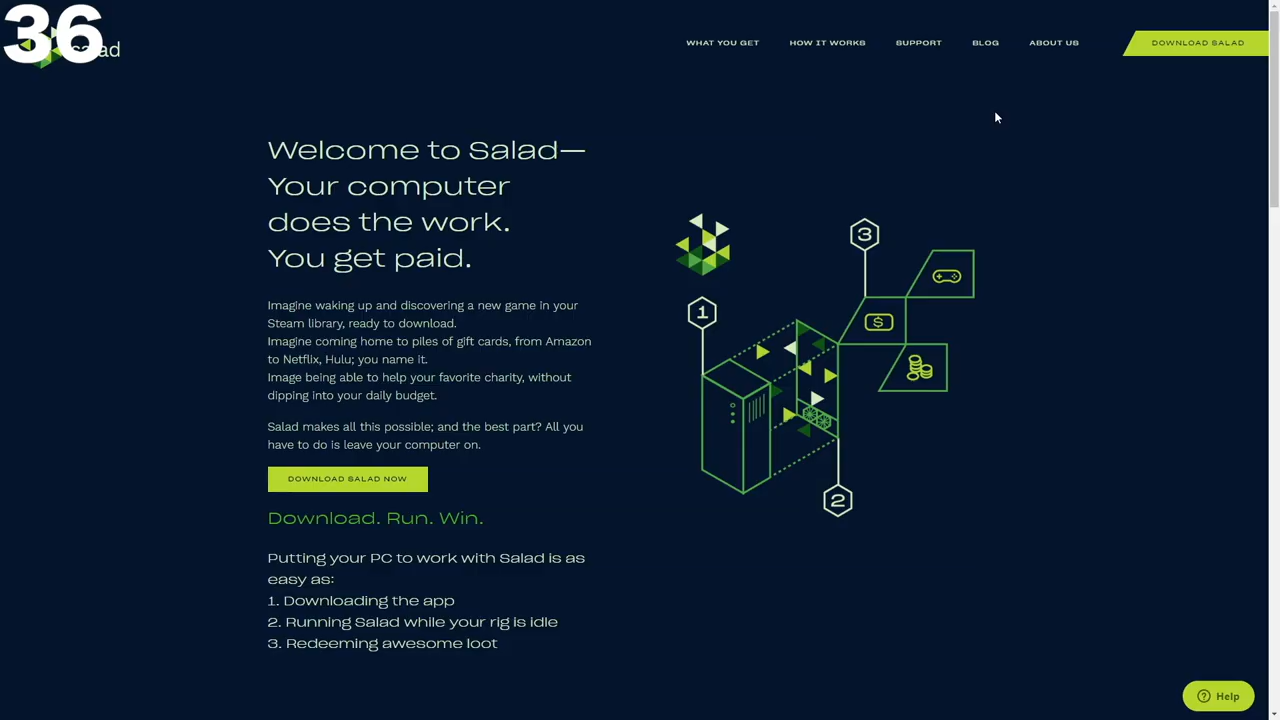 36
salad
WHAT YOU GET
HOW IT WORKS
SUPPORT
BLOG
ABOUT US
DOWNLOAD SALAD
Welcome to Salad—
Your computer
does the work.
You get paid.
Imagine waking up and discovering a new game in your
Steam library, ready to download.
Imagine coming home to piles of gift cards, from Amazon
to Netflix, Hulu; you name it.
Image being able to help your favorite charity, without
dipping into your daily budget.
Salad makes all this possible; and the best part? All you
have to do is leave your computer on.
DOWNLOAD SALAD NOW
Download. Run. Win.
Putting your PC to work with Salad is as
easy as:
1. Downloading the app
2. Running Salad while your rig is idle
3. Redeeming awesome loot
1
3
$
2
Help